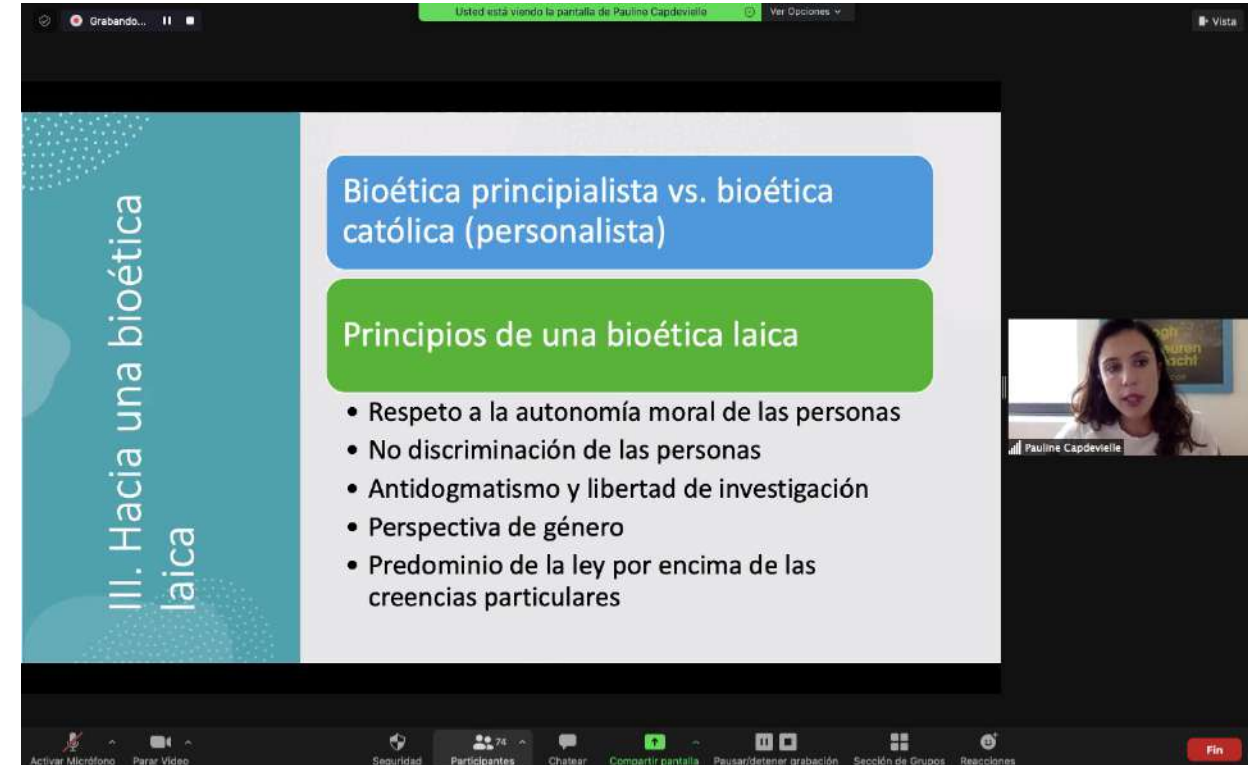 Grabando...
Usted está viendo la pantalla de Pauline Capdevielle
Ver Opciones
Vista
III. Hacia una bioética
laica
Bioética principialista vs. bioética
católica (personalista)
Principios de una bioética laica
• Respeto a la autonomía moral de las personas
• No discriminación de las personas
• Antidogmatismo y libertad de investigación
• Perspectiva de género
• Predominio de la ley por encima de las
creencias particulares
Pauline Capdevielle
Activar Micrófono
Parar Video
Seguridad
74
Participantes
Chatear
Compartir pantalla
Pausar/detener grabación
Sección de Grupos
Reacciones
Fin